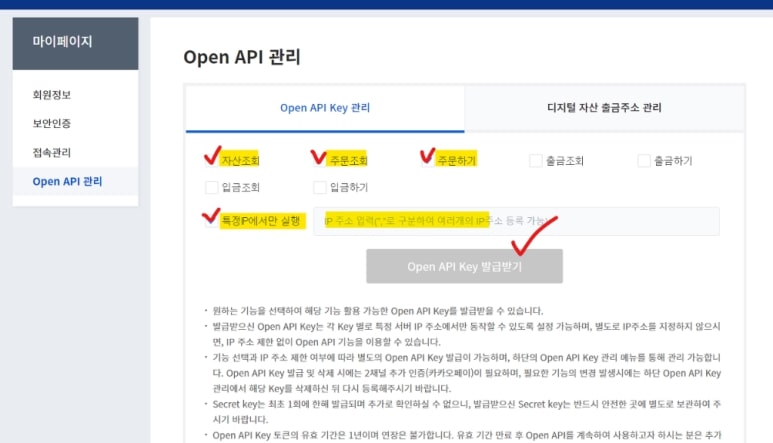 마이페이지
회원정보
보안인증
접속관리
Open API 관리
Open API 관리
Open API Key 관리
디지털 자산 출금주소 관리
자산조회
주문조회
주문하기
출금조회
출금하기
입금조회
입금하기
특정IP에서만 실행
IP 주소 입력(","로 구분하여 여러개의 IP주소 등록 가능)
Open API Key 발급받기
· 원하는 기능을 선택하여 해당 기능 활용 가능한 Open API Key를 발급받을 수 있습니다.
· 발급받으신 Open API Key는 각 Key 별로 특정 서버 IP 주소에서만 동작할 수 있도록 설정 가능하며, 별도로 IP주소를 지정하지 않으시
면, IP 주소 제한 없이 Open API 기능을 이용할 수 있습니다.
· 기능 선택과 IP 주소 제한 여부에 따라 별도의 Open API Key 발급이 가능하며, 하단의 Open API Key 관리 메뉴를 통해 관리 가능합니
다. Open API Key 발급 및 삭제 시에는 2채널 추가 인증(카카오페이)이 필요하며, 필요한 기능의 변경 발생시에는 하단 Open API Key
관리에서 해당 Key를 삭제하신 뒤 다시 등록해주시기 바랍니다.
· Secret key는 최초 1회에 한해 발급되며 추가로 확인하실 수 없으니, 발급받으신 Secret key는 반드시 안전한 곳에 별도로 보관하여 주
시기 바랍니다.
· Open API Key 토큰의 유효 기간은 1년이며 연장은 불가합니다. 유효 기간 만료 후 Open API를 계속하여 사용하고자 하시는 분은 추가